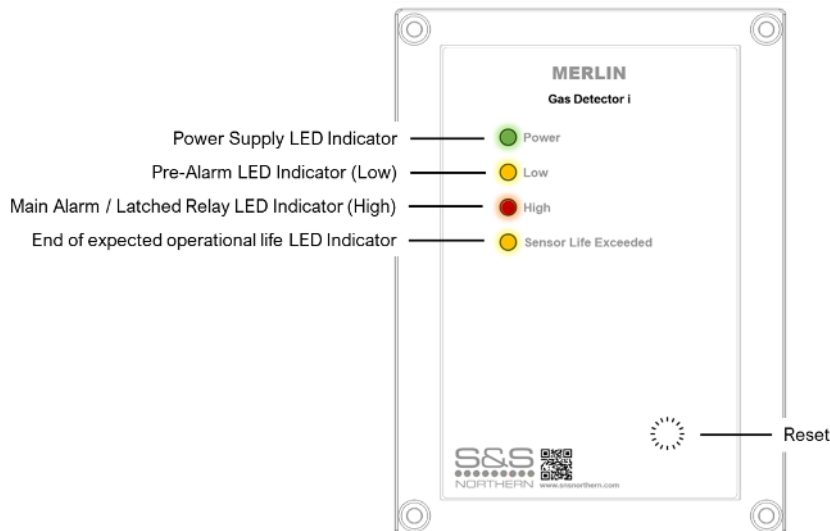 MERLIN
Gas Detector i
Power Supply LED Indicator
Power
Pre-Alarm LED Indicator (Low)
Low
Main Alarm / Latched Relay LED Indicator (High)
High
End of expected operational life LED Indicator
Sensor Life Exceeded
Reset
S&S
NORTHERN
www.snsnorthern.com